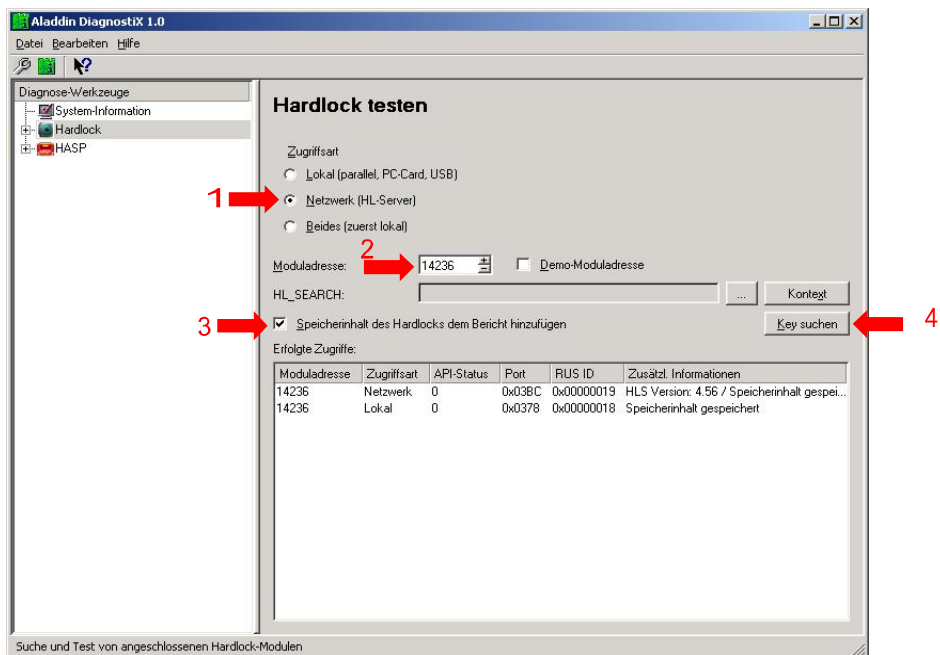 Aladdin DiagnostiX 1.0
Datei Bearbeiten Hilfe
Diagnose-Werkzeuge
System-Information
Hardlock
HASP
Hardlock testen
Zugriffsart
Lokal (parallel, PC-Card, USB)
1
Netzwerk (HL-Server)
Beides (zuerst lokal)
2
Moduladresse: 14236 Demo-Moduladresse
HL_SEARCH: ... Kontext
3 Speicherinhalt des Hardlocks dem Bericht hinzufügen Key suchen 4
Erfolgte Zugriffe:
Moduladresse Zugriffsart API-Status Port RUS ID Zusätzl. Informationen
14236 Netzwerk 0 0x03BC 0x00000019 HLS Version: 4.56 / Speicherinhalt gespei...
14236 Lokal 0 0x0378 0x00000018 Speicherinhalt gespeichert
Suche und Test von angeschlossenen Hardlock-Modulen